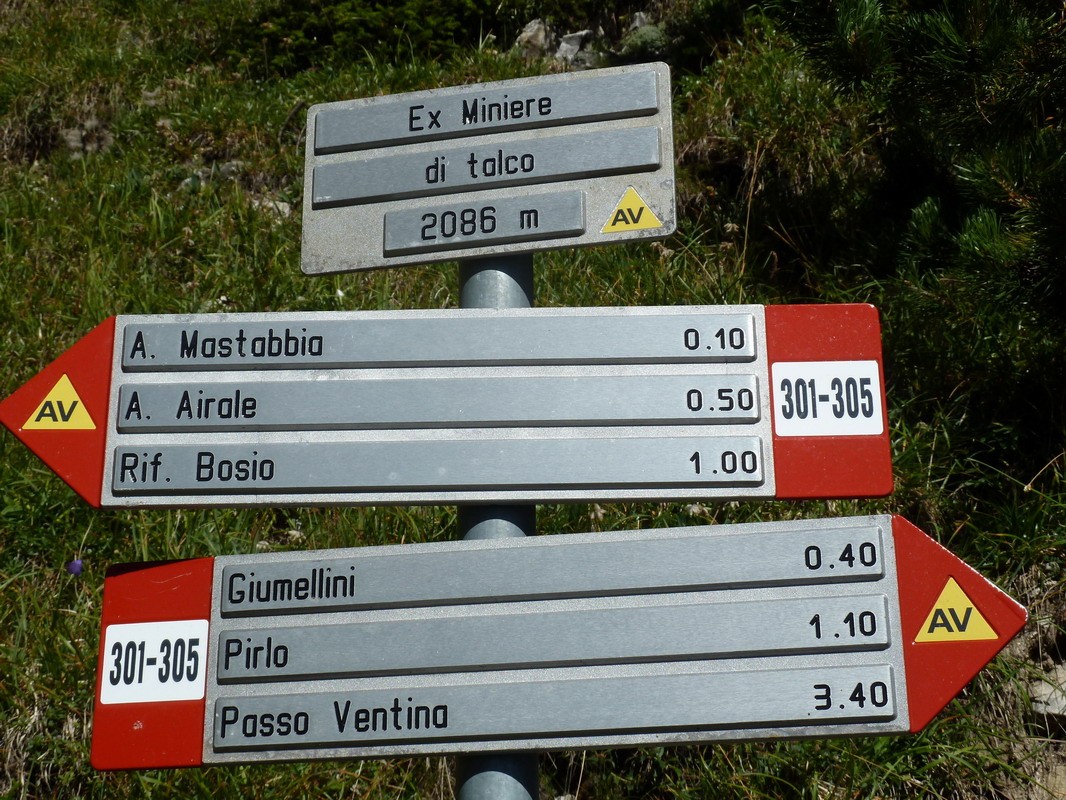 Ex Miniere
di talco
2086 m AV
A. Mastabbia 0.10
AV A. Airale 0.50 301-305
Rif. Bosio 1.00
Giumellini 0.40
301-305 Pirlo 1.10 AV
Passo Ventina 3.40